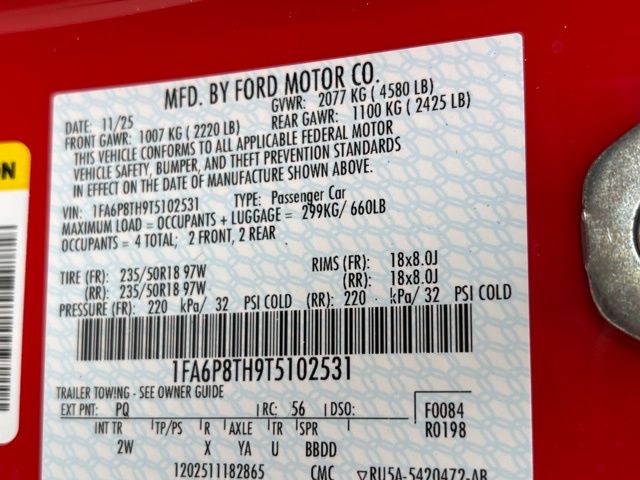 MFD. BY FORD MOTOR CO.
DATE: 11/25 GVWR: 2077 KG ( 4580 LB)
FRONT GAWR: 1007 KG ( 2220 LB) REAR GAWR: 1100 KG ( 2425 LB)
THIS VEHICLE CONFORMS TO ALL APPLICABLE FEDERAL MOTOR
VEHICLE SAFETY, BUMPER, AND THEFT PREVENTION STANDARDS
IN EFFECT ON THE DATE OF MANUFACTURE SHOWN ABOVE.
VIN: 1FA6P8TH9T5102531 TYPE: Passenger Car
MAXIMUM LOAD = OCCUPANTS + LUGGAGE = 299KG/ 660LB
OCCUPANTS = 4 TOTAL; 2 FRONT, 2 REAR
TIRE (FR): 235/50R18 97W RIMS (FR): 18x8.0J
(RR): 235/50R18 97W (RR): 18x8.0J
PRESSURE (FR): 220 kPa/ 32 PSI COLD (RR): 220 kPa/ 32 PSI COLD
1FA6P8TH9T5102531
TRAILER TOWING - SEE OWNER GUIDE
EXT PNT: PQ RC: 56 DSO: F0084
INT TR TP/PS R AXLE TR SPR R0198
2W X YA U BBDD
1202511182865 CMC ▽RU5A-5420472-AB
ON